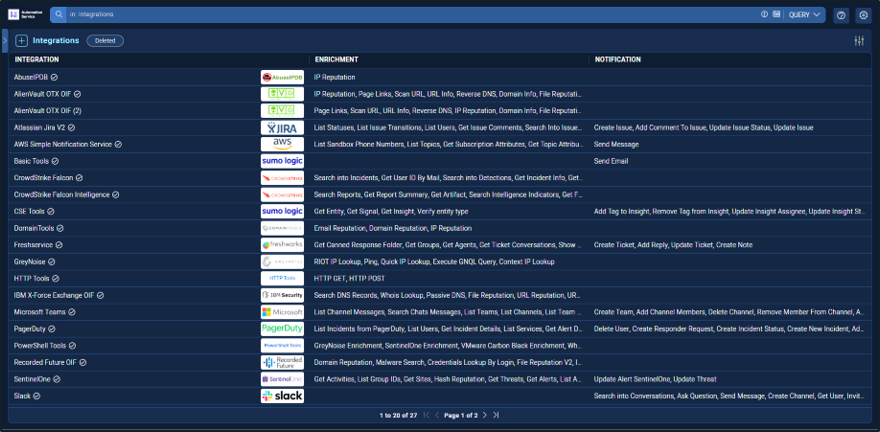 Automation Service in: integrations QUERY
Integrations Deleted
INTEGRATION ENRICHMENT NOTIFICATION
AbuseIPDB AbuseIPDB IP Reputation
AlienVault OTX OIF IP Reputation, Page Links, Scan URL, URL Info, Reverse DNS, Domain Info, File Reputati...
AlienVault OTX OIF (2) Page Links, Scan URL, URL Info, Reverse DNS, IP Reputation, Domain Info, File Reputati...
Atlassian Jira V2 JIRA List Statuses, List Issue Transitions, List Users, Get Issue Comments, Search Into Issue... Create Issue, Add Comment To Issue, Update Issue Status, Update Issue
AWS Simple Notification Service aws List Sandbox Phone Numbers, List Topics, Get Subscription Attributes, Get Topic Attribu... Send Message
Basic Tools sumo logic Send Email
CrowdStrike Falcon Search into Incidents, Get User ID By Mail, Search into Detections, Get Incident Info, Get...
CrowdStrike Falcon Intelligence Search Reports, Get Report Summary, Get Artifact, Search Intelligence Indicators, Get F...
CSE Tools sumo logic Get Entity, Get Signal, Get Insight, Verify entity type Add Tag to Insight, Remove Tag from Insight, Update Insight Assignee, Update Insight St...
DomainTools DOMAINTOOLS Email Reputation, Domain Reputation, IP Reputation
Freshservice freshworks Get Canned Response Folder, Get Groups, Get Agents, Get Ticket Conversations, Show ... Create Ticket, Add Reply, Update Ticket, Create Note
GreyNoise GREYNOISE RIOT IP Lookup, Ping, Quick IP Lookup, Execute GNQL Query, Context IP Lookup
HTTP Tools HTTP Tools HTTP GET, HTTP POST
IBM X-Force Exchange OIF IBM Security Search DNS Records, Whois Lookup, Passive DNS, File Reputation, URL Reputation, UR...
Microsoft Teams Microsoft List Channel Messages, Search Chats Messages, List Teams, List Channels, List Team ... Create Team, Add Channel Members, Delete Channel, Remove Member From Channel, A...
PagerDuty PagerDuty List Incidents from PagerDuty, List Users, Get Incident Details, List Services, Get Alert D... Delete User, Create Responder Request, Create Incident Status, Create New Incident, Ad...
PowerShell Tools PowerShell Tools GreyNoise Enrichment, SentinelOne Enrichment, VMware Carbon Black Enrichment, Wh...
Recorded Future OIF Recorded Future Domain Reputation, Malware Search, Credentials Lookup By Login, File Reputation V2, I...
SentinelOne SentinelOne Get Activities, List Group IDs, Get Sites, Hash Reputation, Get Threats, Get Alerts, List A... Update Alert SentinelOne, Update Threat
Slack slack Search into Conversations, Ask Question, Send Message, Create Channel, Get User, Invit...
1 to 20 of 27 Page 1 of 2